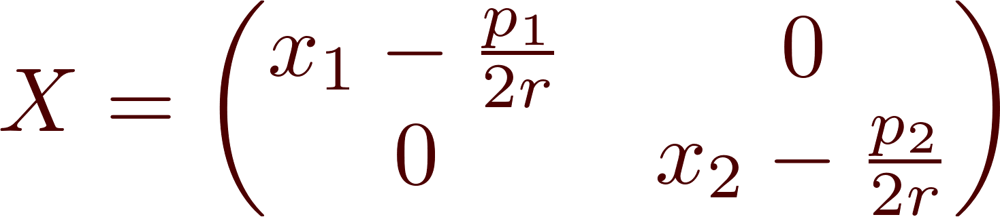 $X = \begin{pmatrix} x_1 - \frac{p_1}{2r} & 0 \\ 0 & x_2 - \frac{p_2}{2r} \end{pmatrix}$